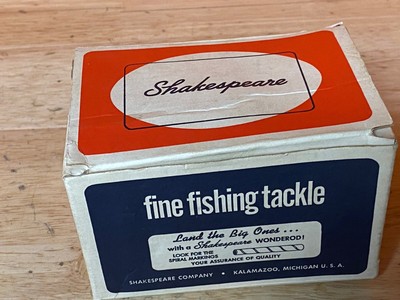 Shakespeare
fine fishing tackle
Land the Big Ones...
with a Shakespeare WONDEROD!
LOOK FOR THE
SPIRAL MARKINGS
YOUR ASSURANCE OF QUALITY
SHAKESPEARE COMPANY • KALAMAZOO, MICHIGAN U. S. A.